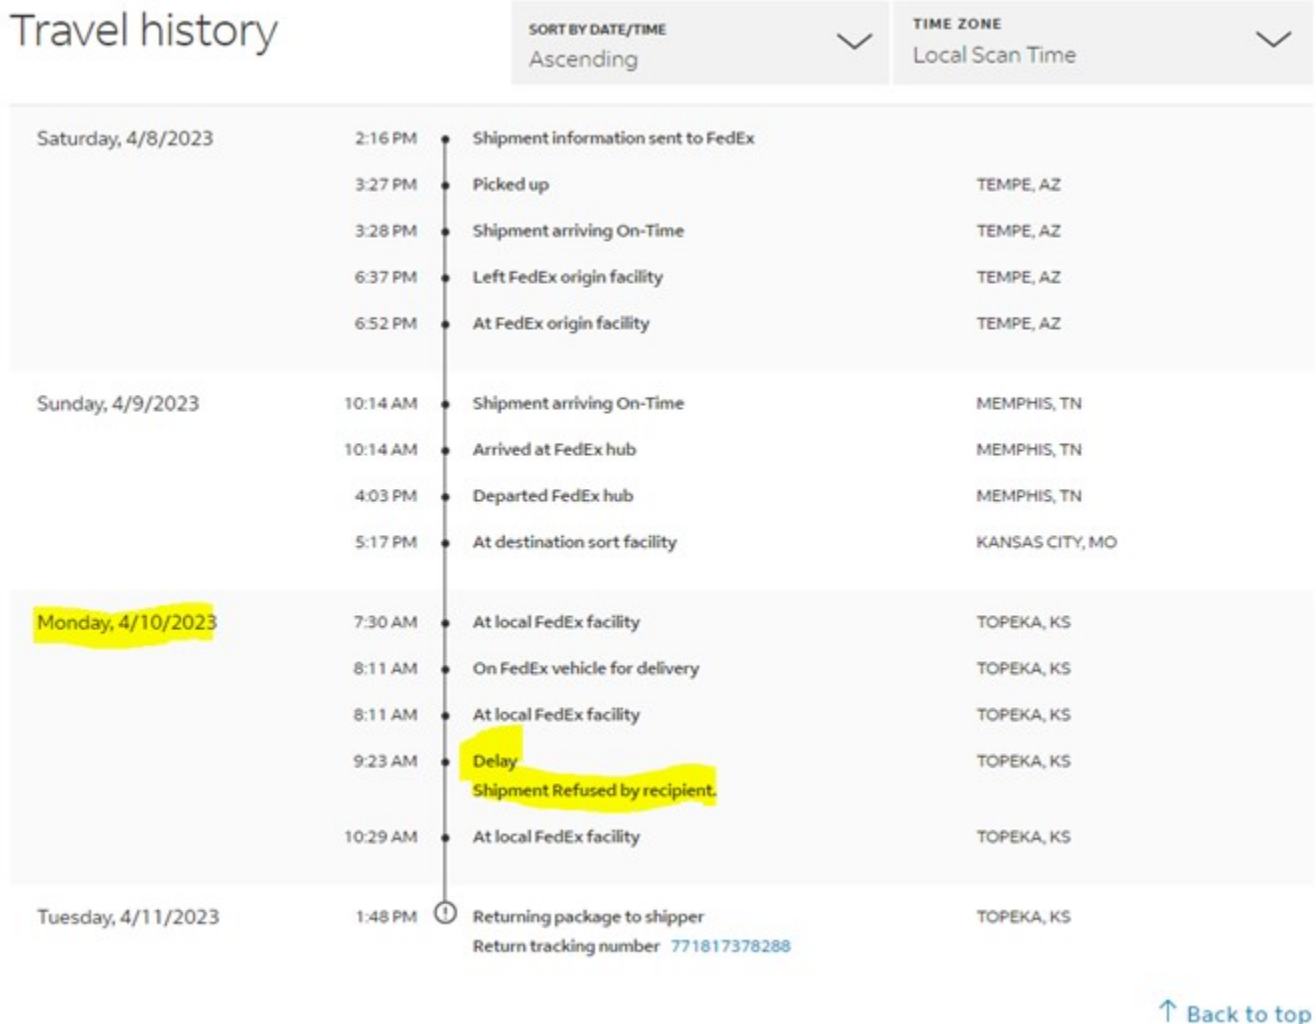 Travel history
SORT BY DATE/TIME
Ascending
TIME ZONE
Local Scan Time
Saturday, 4/8/2023 2:16 PM Shipment information sent to FedEx
3:27 PM Picked up TEMPE, AZ
3:28 PM Shipment arriving On-Time TEMPE, AZ
6:37 PM Left FedEx origin facility TEMPE, AZ
6:52 PM At FedEx origin facility TEMPE, AZ
Sunday, 4/9/2023 10:14 AM Shipment arriving On-Time MEMPHIS, TN
10:14 AM Arrived at FedEx hub MEMPHIS, TN
4:03 PM Departed FedEx hub MEMPHIS, TN
5:17 PM At destination sort facility KANSAS CITY, MO
Monday, 4/10/2023 7:30 AM At local FedEx facility TOPEKA, KS
8:11 AM On FedEx vehicle for delivery TOPEKA, KS
8:11 AM At local FedEx facility TOPEKA, KS
9:23 AM Delay TOPEKA, KS
Shipment Refused by recipient.
10:29 AM At local FedEx facility TOPEKA, KS
Tuesday, 4/11/2023 1:48 PM Returning package to shipper TOPEKA, KS
Return tracking number 771817378288
↑ Back to top